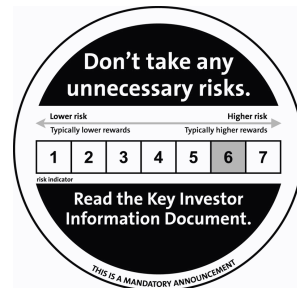 Don't take any
unnecessary risks.
Lower risk Higher risk
Typically lower rewards Typically higher rewards
1 2 3 4 5 6 7
risk indicator
Read the Key Investor
Information Document.
THIS IS A MANDATORY ANNOUNCEMENT